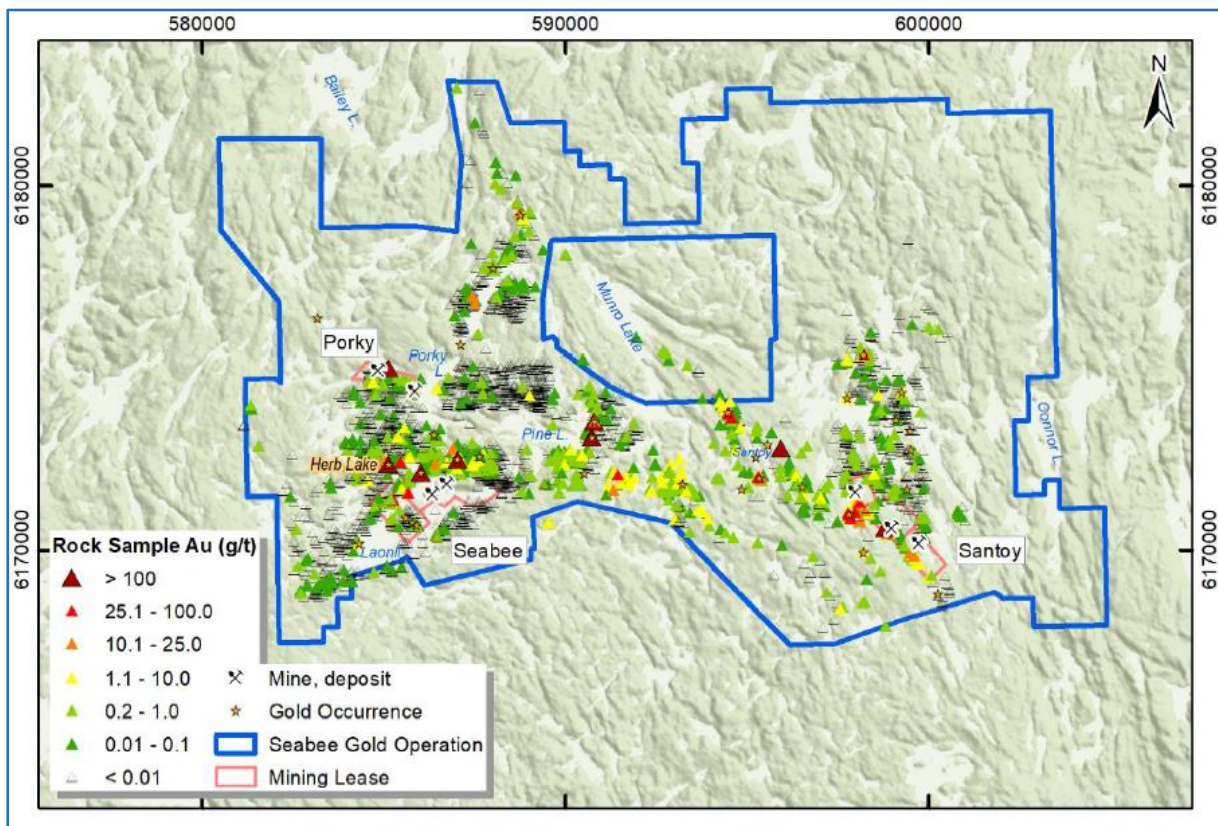 580000
590000
600000
N
Bailey L.
6180000
6180000
Munro Lake
Porky
Porky
L.
Connor L.
Pine L.
Santoy
Herb Lake
Seabee
Santoy
Laonil
6170000
6170000
Rock Sample Au (g/t)
> 100
25.1 - 100.0
10.1 - 25.0
1.1 - 10.0
0.2 - 1.0
0.01 - 0.1
< 0.01
Mine, deposit
Gold Occurrence
Seabee Gold Operation
Mining Lease